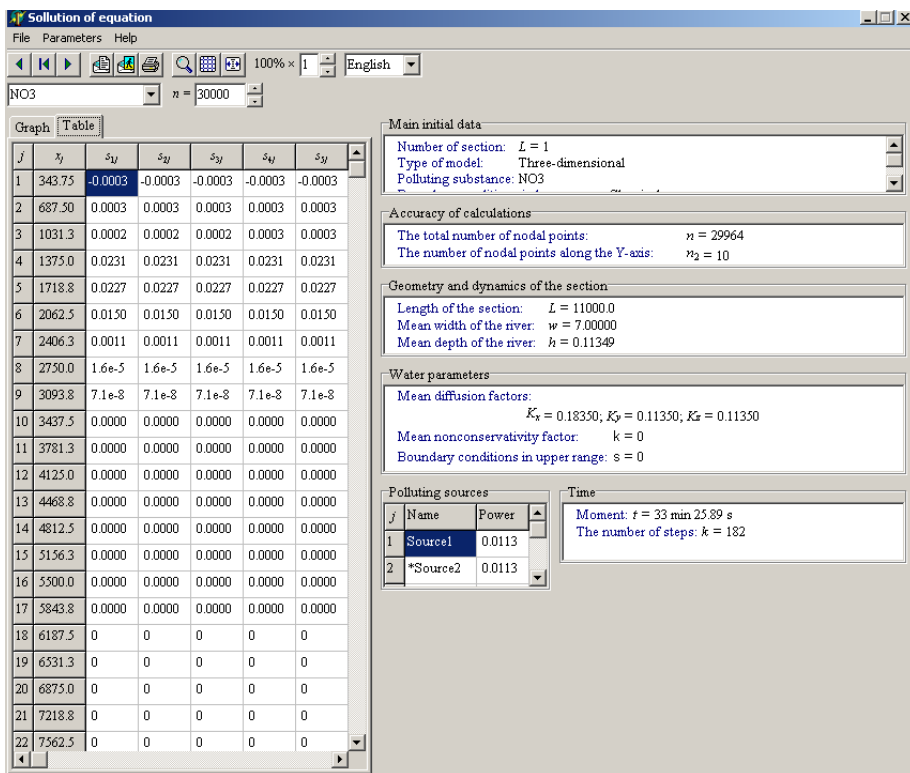 Sollution of equation
File Parameters Help
100% × 1 English
NO3 n = 30000
Graph Table
j xj s1j s2j s3j s4j s5j
1 343.75 -0.0003 -0.0003 -0.0003 -0.0003 -0.0003
2 687.50 0.0003 0.0003 0.0003 0.0003 0.0003
3 1031.3 0.0002 0.0002 0.0002 0.0003 0.0003
4 1375.0 0.0231 0.0231 0.0231 0.0231 0.0231
5 1718.8 0.0227 0.0227 0.0227 0.0227 0.0227
6 2062.5 0.0150 0.0150 0.0150 0.0150 0.0150
7 2406.3 0.0011 0.0011 0.0011 0.0011 0.0011
8 2750.0 1.6e-5 1.6e-5 1.6e-5 1.6e-5 1.6e-5
9 3093.8 7.1e-8 7.1e-8 7.1e-8 7.1e-8 7.1e-8
10 3437.5 0.0000 0.0000 0.0000 0.0000 0.0000
11 3781.3 0.0000 0.0000 0.0000 0.0000 0.0000
12 4125.0 0.0000 0.0000 0.0000 0.0000 0.0000
13 4468.8 0.0000 0.0000 0.0000 0.0000 0.0000
14 4812.5 0.0000 0.0000 0.0000 0.0000 0.0000
15 5156.3 0.0000 0.0000 0.0000 0.0000 0.0000
16 5500.0 0.0000 0.0000 0.0000 0.0000 0.0000
17 5843.8 0.0000 0.0000 0.0000 0.0000 0.0000
18 6187.5 0 0 0 0 0
19 6531.3 0 0 0 0 0
20 6875.0 0 0 0 0 0
21 7218.8 0 0 0 0 0
22 7562.5 0 0 0 0 0
Main initial data
Number of section: L = 1
Type of model: Three-dimensional
Polluting substance: NO3
Accuracy of calculations
The total number of nodal points: n = 29964
The number of nodal points along the Y-axis: n2 = 10
Geometry and dynamics of the section
Length of the section: L = 11000.0
Mean width of the river: w = 7.00000
Mean depth of the river: h = 0.11349
Water parameters
Mean diffusion factors:
Kx = 0.18350; Ky = 0.11350; Kz = 0.11350
Mean nonconservativity factor: k = 0
Boundary conditions in upper range: s = 0
Polluting sources
j Name Power
1 Source1 0.0113
2 *Source2 0.0113
Time
Moment: t = 33 min 25.89 s
The number of steps: k = 182